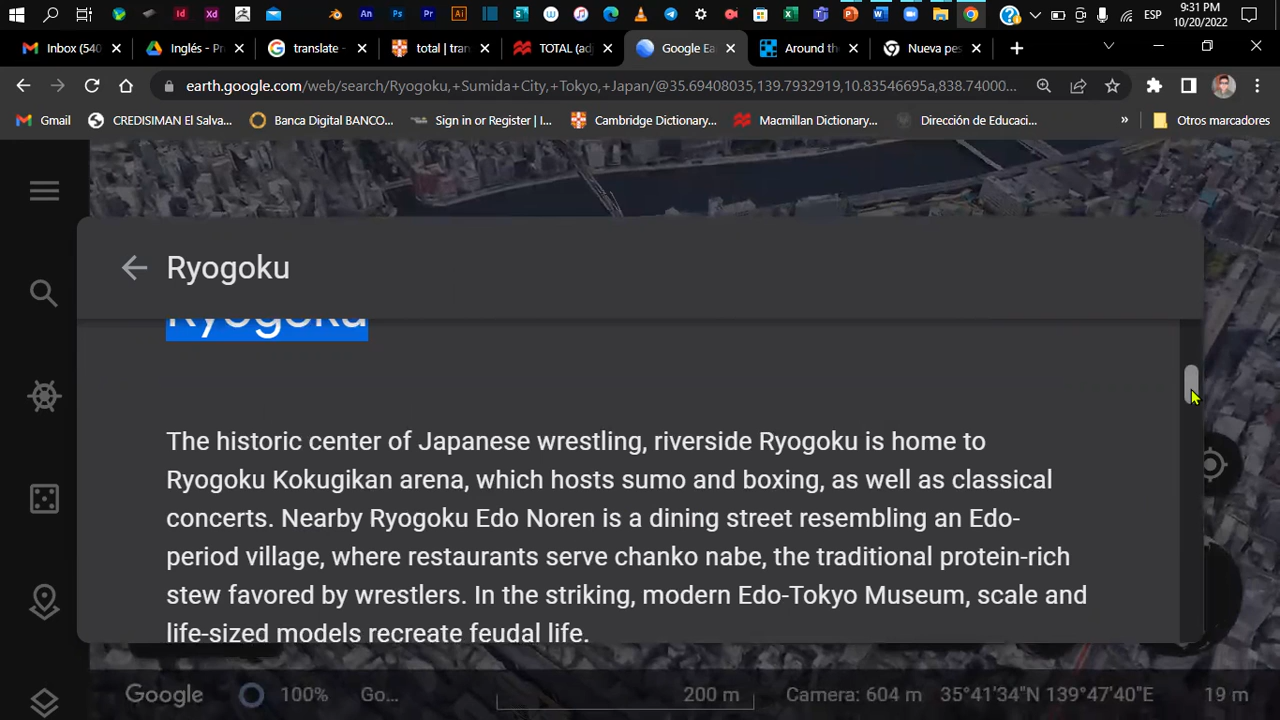 Id
Xd
An
Ps
Pr
Ai
S
W
X
P
W
ESP
9:31 PM
10/20/2022
Inbox (540
Inglés - Pr
translate -
total | tran
TOTAL (ad
Google Ea
Around th
Nueva pes
earth.google.com/web/search/Ryogoku,+Sumida+City,+Tokyo,+Japan/@35.69408035,139.7932919,10.83546695a,838.74000...
Gmail
CREDISIMAN El Salva...
Banca Digital BANCO...
Sign in or Register | I...
Cambridge Dictionary...
Macmillan Dictionary...
Dirección de Educaci...
»
Otros marcadores
Ryogoku
Ryogoku
The historic center of Japanese wrestling, riverside Ryogoku is home to
Ryogoku Kokugikan arena, which hosts sumo and boxing, as well as classical
concerts. Nearby Ryogoku Edo Noren is a dining street resembling an Edo-
period village, where restaurants serve chanko nabe, the traditional protein-rich
stew favored by wrestlers. In the striking, modern Edo-Tokyo Museum, scale and
life-sized models recreate feudal life.
Google
100%
Go...
200 m
Camera: 604 m
35°41'34"N 139°47'40"E
19 m